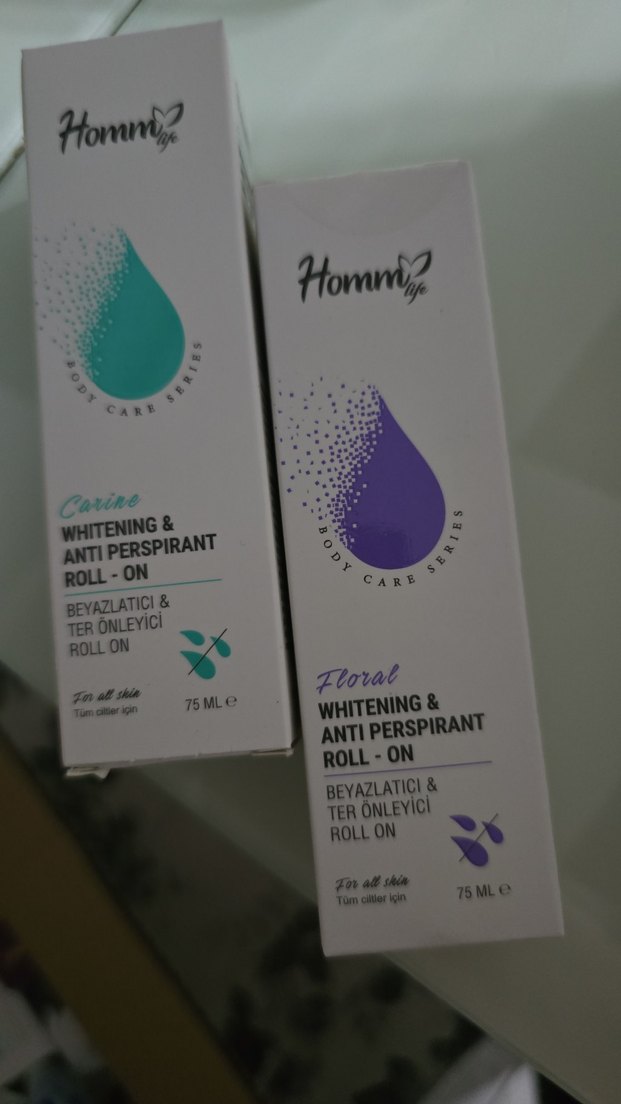 Homm
life
BODY CARE SERIES
Carine
WHITENING &
ANTI PERSPIRANT
ROLL - ON
BEYAZLATICI &
TER ÖNLEYİCİ
ROLL ON
For all skin
Tüm ciltler için
75 ML ℮
Homm
life
BODY CARE SERIES
Floral
WHITENING &
ANTI PERSPIRANT
ROLL - ON
BEYAZLATICI &
TER ÖNLEYİCİ
ROLL ON
For all skin
Tüm ciltler için
75 ML ℮